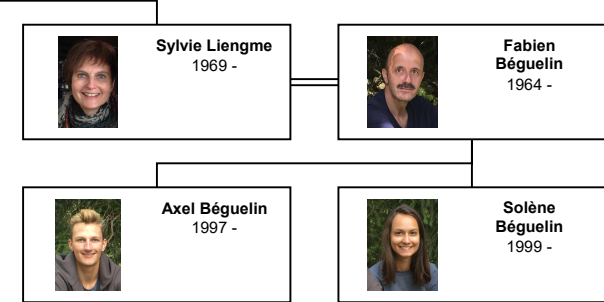 Sylvie Liengme
1969 -
Fabien
Béguelin
1964 -
Axel Béguelin
1997 -
Solène
Béguelin
1999 -